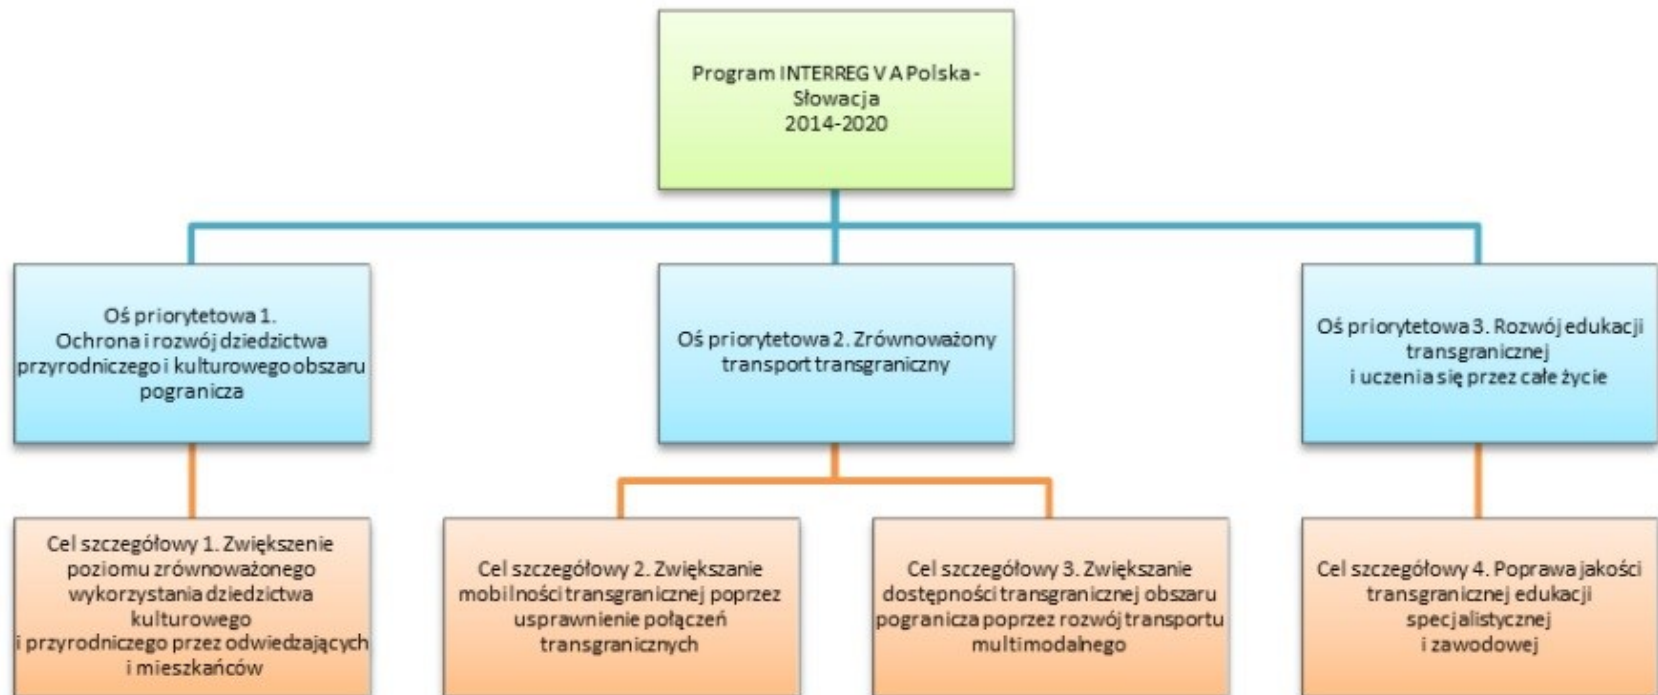 Program INTERREG V A Polska-
Słowacja
2014-2020
Oś priorytetowa 1.
Ochrona i rozwój dziedzictwa
przyrodniczego i kulturowego obszaru
pogranicza
Oś priorytetowa 2. Zrównoważony
transport transgraniczny
Oś priorytetowa 3. Rozwój edukacji
transgranicznej
i uczenia się przez całe życie
Cel szczegółowy 1. Zwiększenie
poziomu zrównoważonego
wykorzystania dziedzictwa
kulturowego
i przyrodniczego przez odwiedzających
i mieszkańców
Cel szczegółowy 2. Zwiększanie
mobilności transgranicznej poprzez
usprawnienie połączeń
transgranicznych
Cel szczegółowy 3. Zwiększanie
dostępności transgranicznej obszaru
pogranicza poprzez rozwój transportu
multimodalnego
Cel szczegółowy 4. Poprawa jakości
transgranicznej edukacji
specjalistycznej
i zawodowej